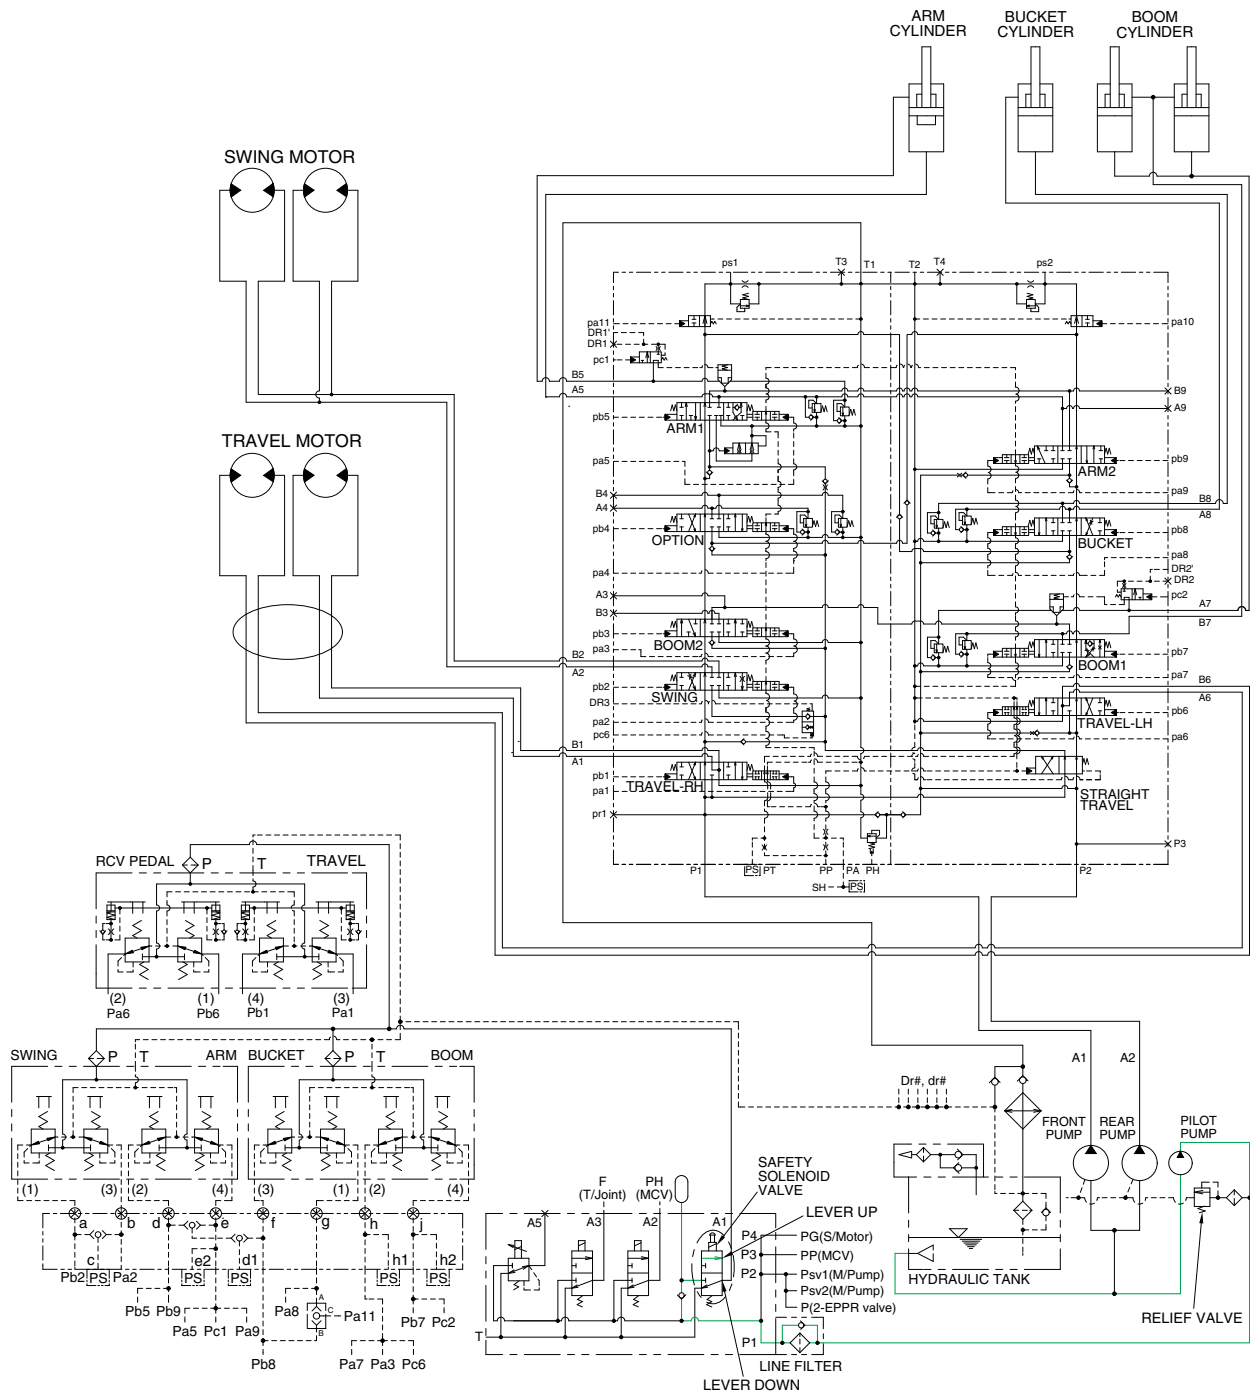 ARM
CYLINDER
BUCKET
CYLINDER
BOOM
CYLINDER
SWING MOTOR
TRAVEL MOTOR
ps1
T3
T1
T2
T4
ps2
pa11
DR1'
DR1
pc1
B5
A5
pb5
ARM1
pa5
B4
A4
pb4
OPTION
pa4
A3
B3
pb3
BOOM2
pa3
B2
A2
pb2
SWING
DR3
pa2
pc6
B1
A1
pb1
TRAVEL-RH
pa1
pr1
pa10
B9
A9
pb9
ARM2
pa9
B8
A8
pb8
BUCKET
pa8
DR2'
DR2
pc2
A7
B7
pb7
BOOM1
pa7
B6
A6
pb6
TRAVEL-LH
pa6
STRAIGHT
TRAVEL
P3
P1
PS
PT
PP
PA
PH
P2
SH
PS
RCV PEDAL
P
T
TRAVEL
(2)
(1)
(4)
(3)
Pa6
Pb6
Pb1
Pa1
SWING
P
T
ARM
BUCKET
P
T
BOOM
(1)
(3)
(2)
(4)
(3)
(1)
(2)
(4)
a
b
d
e
f
g
h
j
c
e2
d1
h1
h2
Pb2
PS
Pa2
PS
PS
PS
PS
Pb5
Pb9
Pa5
Pc1
Pa9
Pb8
Pa8
A
C
B
Pa11
Pa7
Pa3
Pc6
Pb7
Pc2
F
(T/Joint)
PH
(MCV)
A5
A3
A2
A1
SAFETY
SOLENOID
VALVE
LEVER UP
P4
PG(S/Motor)
P3
PP(MCV)
P2
Psv1(M/Pump)
Psv2(M/Pump)
P(2-EPPR valve)
T
P1
LINE FILTER
LEVER DOWN
Dr#, dr#
A1
A2
FRONT
PUMP
REAR
PUMP
PILOT
PUMP
HYDRAULIC TANK
RELIEF VALVE